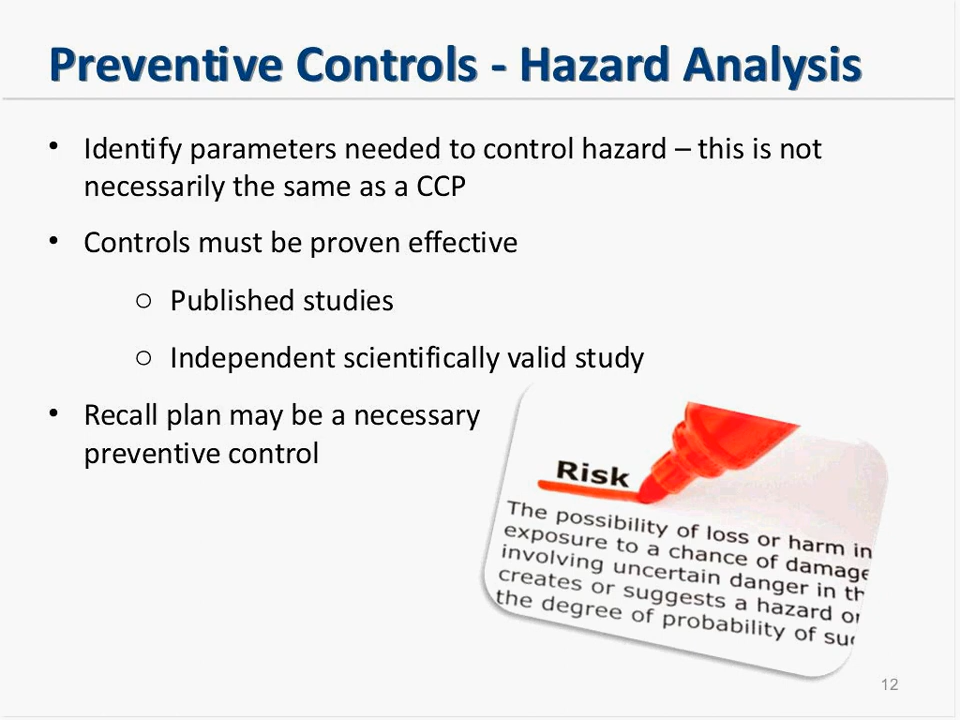 Preventive Controls - Hazard Analysis
• Identify parameters needed to control hazard – this is not
necessarily the same as a CCP
• Controls must be proven effective
○ Published studies
○ Independent scientifically valid study
• Recall plan may be a necessary
preventive control
Risk
The possibility of loss or harm in
exposure to a chance of damage
involving uncertain danger in th
creates or suggests a hazard or
the degree of probability of suc
12